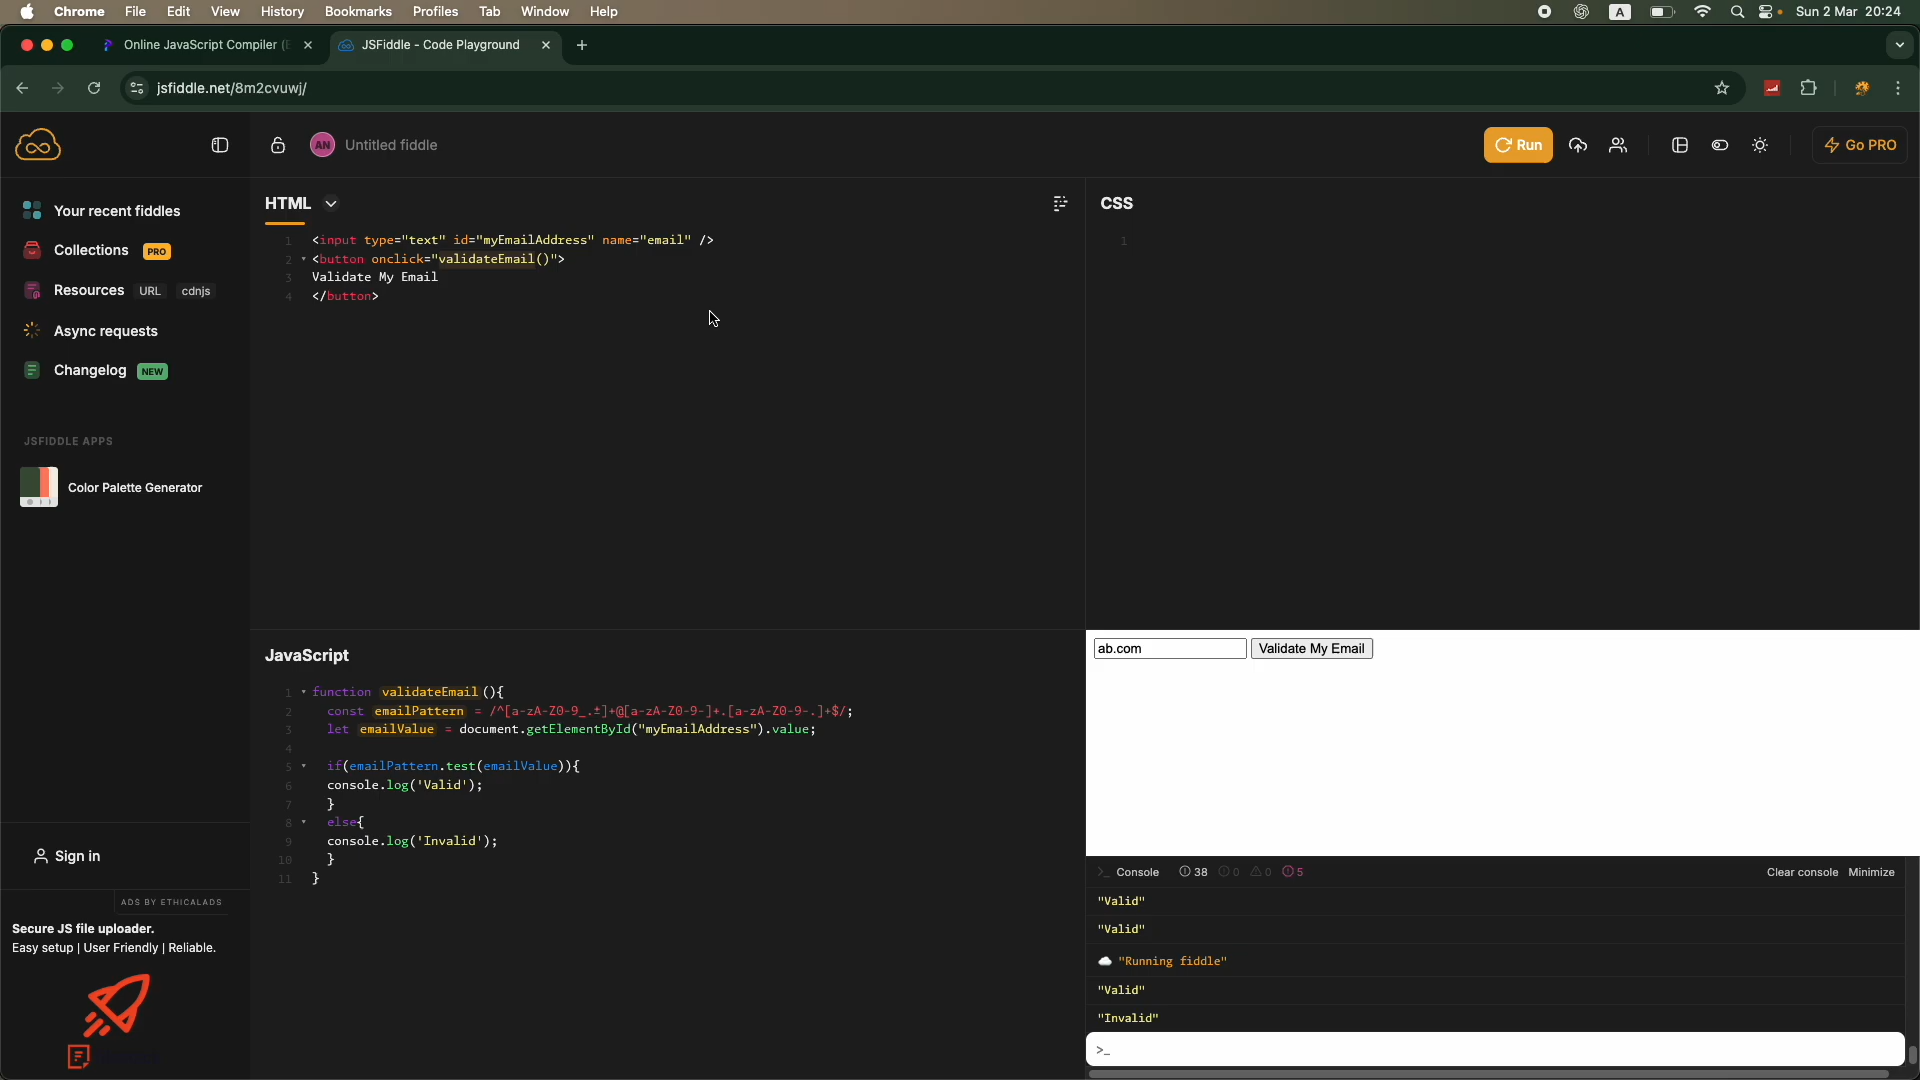 Chrome File Edit View History Bookmarks Profiles Tab Window Help A Sun 2 Mar 20:24
Online JavaScript Compiler (E JSFiddle - Code Playground
jsfiddle.net/8m2cvuwj/
AN Untitled fiddle Run Go PRO
Your recent fiddles
Collections PRO
Resources URL cdnjs
Async requests
Changelog NEW
JSFIDDLE APPS
Color Palette Generator
Sign in
ADS BY ETHICALADS
Secure JS file uploader.
Easy setup | User Friendly | Reliable.
HTML
1 <input type="text" id="myEmailAddress" name="email" />
2 <button onclick="validateEmail()">
3 Validate My Email
4 </button>
CSS
1
JavaScript
1 function validateEmail (){
2 const emailPattern = /^[a-zA-Z0-9_.±]+@[a-zA-Z0-9-]+.[a-zA-Z0-9-.]+$/;
3 let emailValue = document.getElementById("myEmailAddress").value;
4
5 if(emailPattern.test(emailValue)){
6 console.log('Valid');
7 }
8 else{
9 console.log('Invalid');
10 }
11 }
ab.com Validate My Email
>_ Console 38 0 0 5 Clear console Minimize
"Valid"
"Valid"
"Running fiddle"
"Valid"
"Invalid"
>_